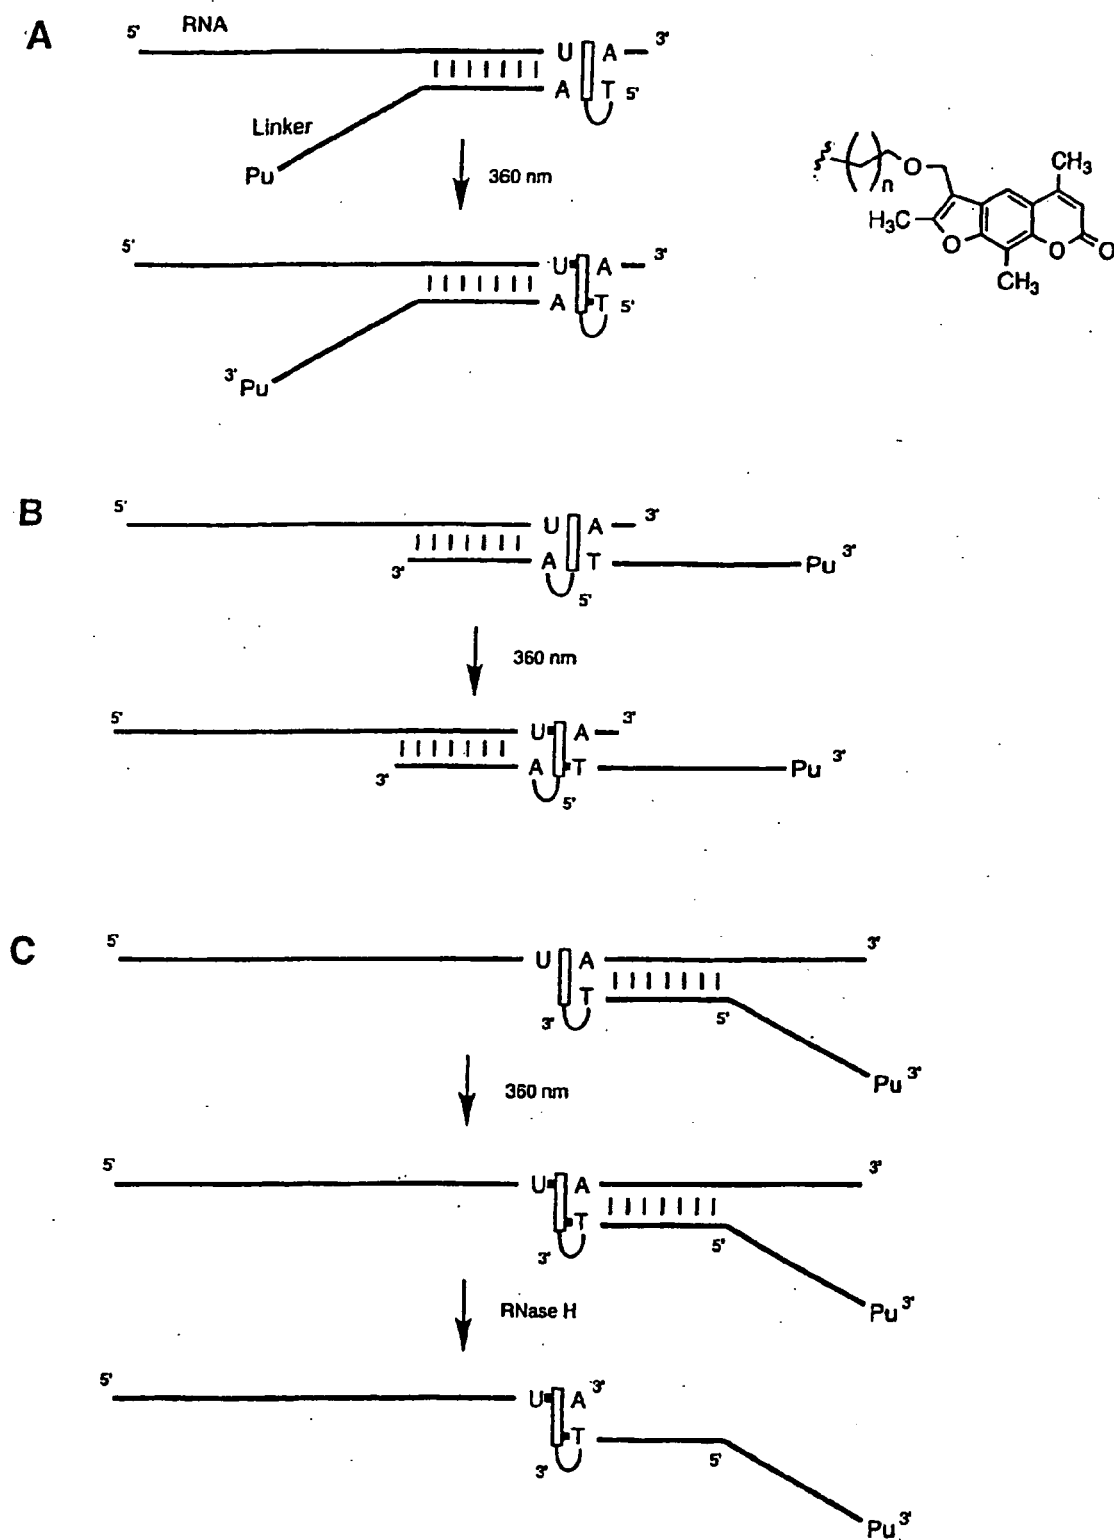 A
5' RNA U A 3'
A T 5'
Linker
Pu
360 nm
5' U A 3'
A T 5'
3' Pu
( )n O CH3
H3C O O O
CH3
B
5' U A 3'
3' A T Pu 3'
5'
360 nm
5' U A 3'
3' A T Pu 3'
5'
C
5' U A 3'
T
3' 5'
Pu 3'
360 nm
5' U A 3'
T
3' 5'
Pu 3'
RNase H
5' U A 3'
T
3' 5'
Pu 3'